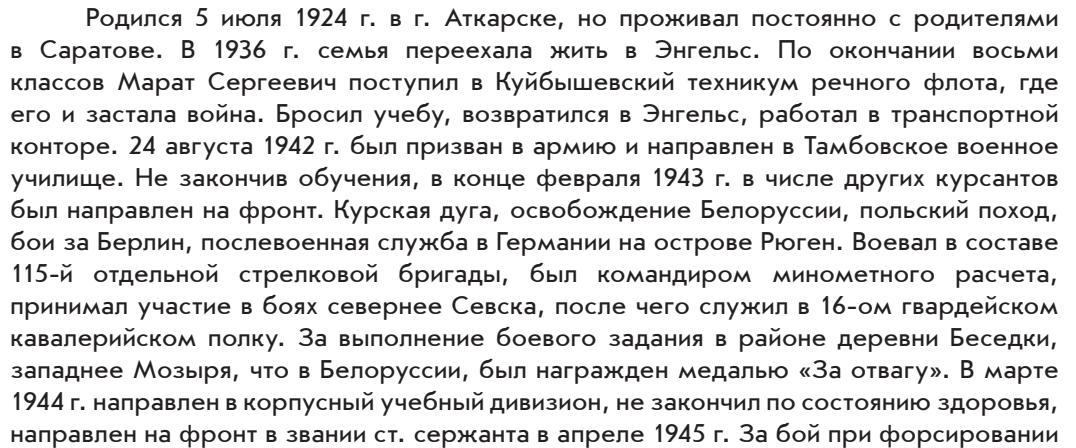 Родился 5 июля 1924 г. в г. Аткарске, но проживал постоянно с родителями
в Саратове. В 1936 г. семья переехала жить в Энгельс. По окончании восьми
классов Марат Сергеевич поступил в Куйбышевский техникум речного флота, где
его и застала война. Бросил учебу, возвратился в Энгельс, работал в транспортной
конторе. 24 августа 1942 г. был призван в армию и направлен в Тамбовское военное
училище. Не закончив обучения, в конце февраля 1943 г. в числе других курсантов
был направлен на фронт. Курская дуга, освобождение Белоруссии, польский поход,
бои за Берлин, послевоенная служба в Германии на острове Рюген. Воевал в составе
115-й отдельной стрелковой бригады, был командиром минометного расчета,
принимал участие в боях севернее Севска, после чего служил в 16-ом гвардейском
кавалерийском полку. За выполнение боевого задания в районе деревни Беседки,
западнее Мозыря, что в Белоруссии, был награжден медалью «За отвагу». В марте
1944 г. направлен в корпусный учебный дивизион, не закончил по состоянию здоровья,
направлен на фронт в звании ст. сержанта в апреле 1945 г. За бой при форсировании